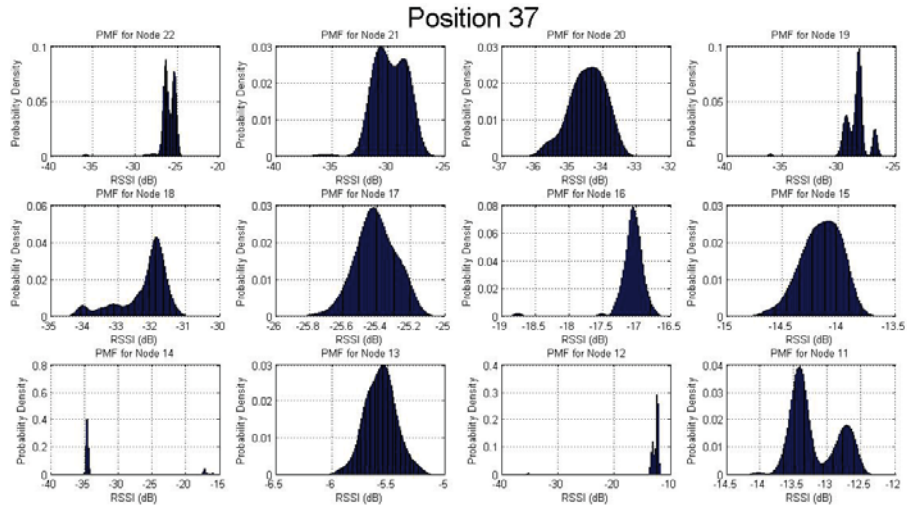 Position 37
PMF for Node 22 PMF for Node 21 PMF for Node 20 PMF for Node 19
Probability Density Probability Density Probability Density Probability Density
0.1 0.03 0.03 0.1
0.02 0.02
0.05 0.05
0.01 0.01
0 0 0 0
-40 -35 -30 -25 -20 -40 -35 -30 -25 -37 -36 -35 -34 -33 -32 -40 -35 -30 -25
RSSI (dB) RSSI (dB) RSSI (dB) RSSI (dB)
PMF for Node 18 PMF for Node 17 PMF for Node 16 PMF for Node 15
Probability Density Probability Density Probability Density Probability Density
0.06 0.03 0.08 0.03
0.06
0.04 0.02 0.02
0.04
0.02 0.01 0.01
0.02
0 0 0 0
-35 -34 -33 -32 -31 -30 -26 -25.8 -25.6 -25.4 -25.2 -25 -19 -18.5 -18 -17.5 -17 -16.5 -15 -14.5 -14 -13.5
RSSI (dB) RSSI (dB) RSSI (dB) RSSI (dB)
PMF for Node 14 PMF for Node 13 PMF for Node 12 PMF for Node 11
Probability Density Probability Density Probability Density Probability Density
0.8 0.03 0.4 0.04
0.6 0.3 0.03
0.02
0.4 0.2 0.02
0.01
0.2 0.1 0.01
0 0 0 0
-40 -35 -30 -25 -20 -15 -6.5 -6 -5.5 -5 -40 -30 -20 -10 -14.5 -14 -13.5 -13 -12.5 -12
RSSI (dB) RSSI (dB) RSSI (dB) RSSI (dB)